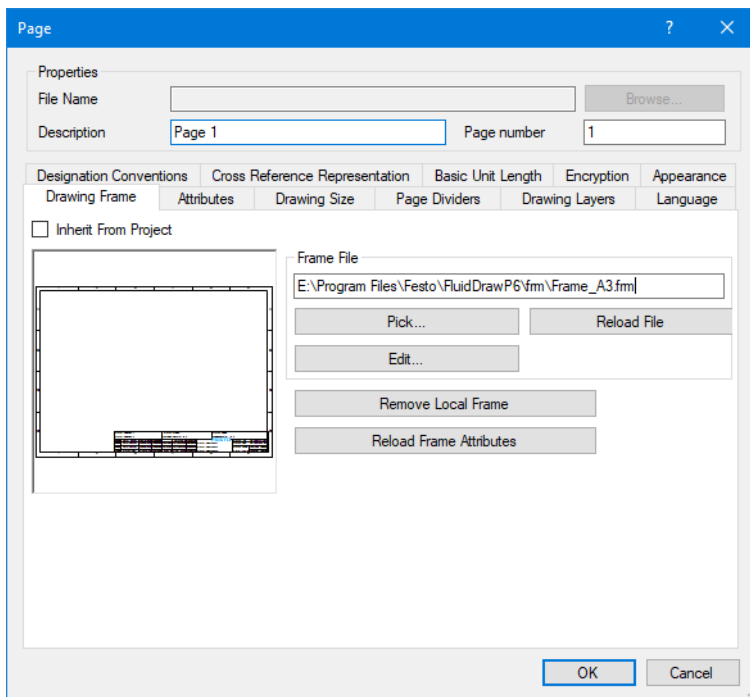 Page
Properties
File Name
Browse...
Description
Page 1
Page number
1
Designation Conventions
Cross Reference Representation
Basic Unit Length
Encryption
Appearance
Drawing Frame
Attributes
Drawing Size
Page Dividers
Drawing Layers
Language
Inherit From Project
Frame File
E:\Program Files\Festo\FluidDrawP6\frm\Frame_A3.frm
Pick...
Reload File
Edit...
Remove Local Frame
Reload Frame Attributes
OK
Cancel